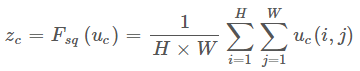 z_c = F_{sq}(u_c) = \frac{1}{H \times W} \sum_{i=1}^{H} \sum_{j=1}^{W} u_c(i, j)